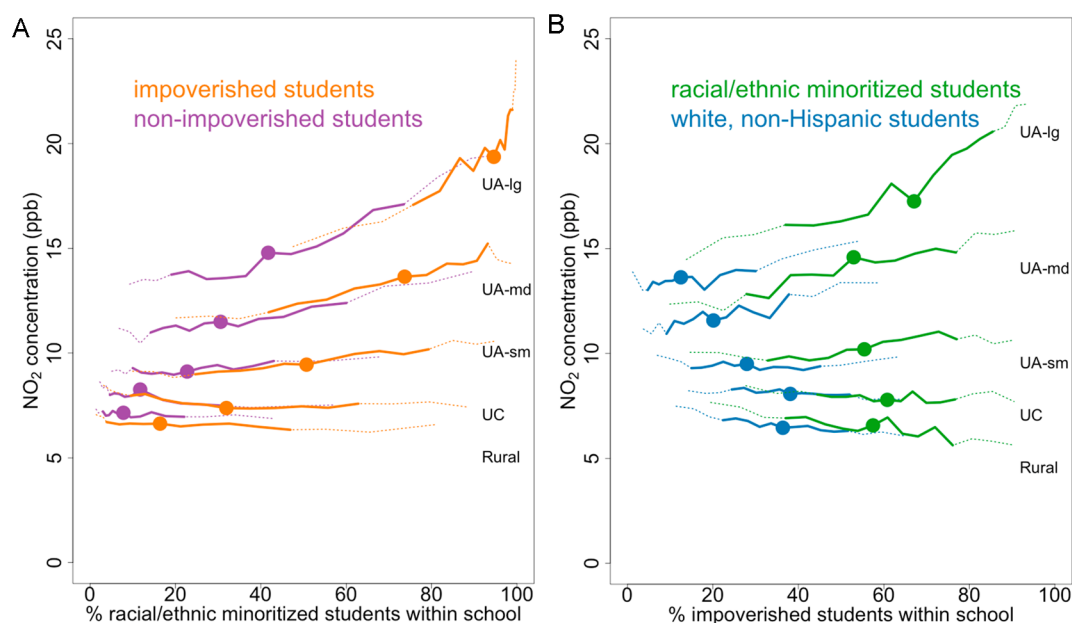 A
NO2 concentration (ppb)
25
20
15
10
5
0
impoverished students
non-impoverished students
UA-lg
UA-md
UA-sm
UC
Rural
0 20 40 60 80 100
% racial/ethnic minoritized students within school
B
NO2 concentration (ppb)
25
20
15
10
5
0
racial/ethnic minoritized students
white, non-Hispanic students
UA-lg
UA-md
UA-sm
UC
Rural
0 20 40 60 80 100
% impoverished students within school